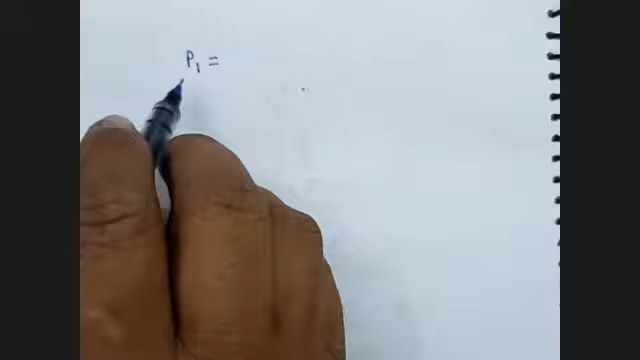 P₁ =